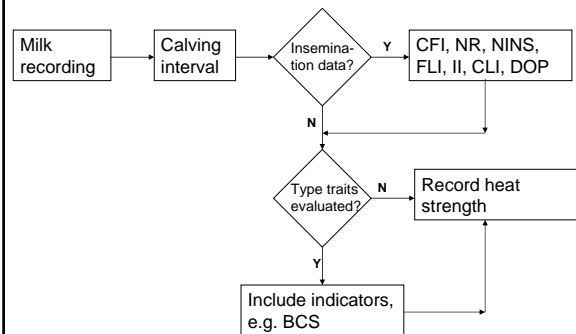 Milk
recording
Calving
interval
Insemina-
tion data?
Y
CFI, NR, NINS,
FLI, II, CLI, DOP
N
Type traits
evaluated?
N
Record heat
strength
Y
Include indicators,
e.g. BCS